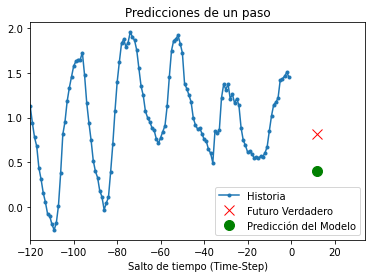 Predicciones de un paso
2.0
1.5
1.0
0.5
0.0
Historia
Futuro Verdadero
Predicción del Modelo
−120 −100 −80 −60 −40 −20 0 20
Salto de tiempo (Time-Step)